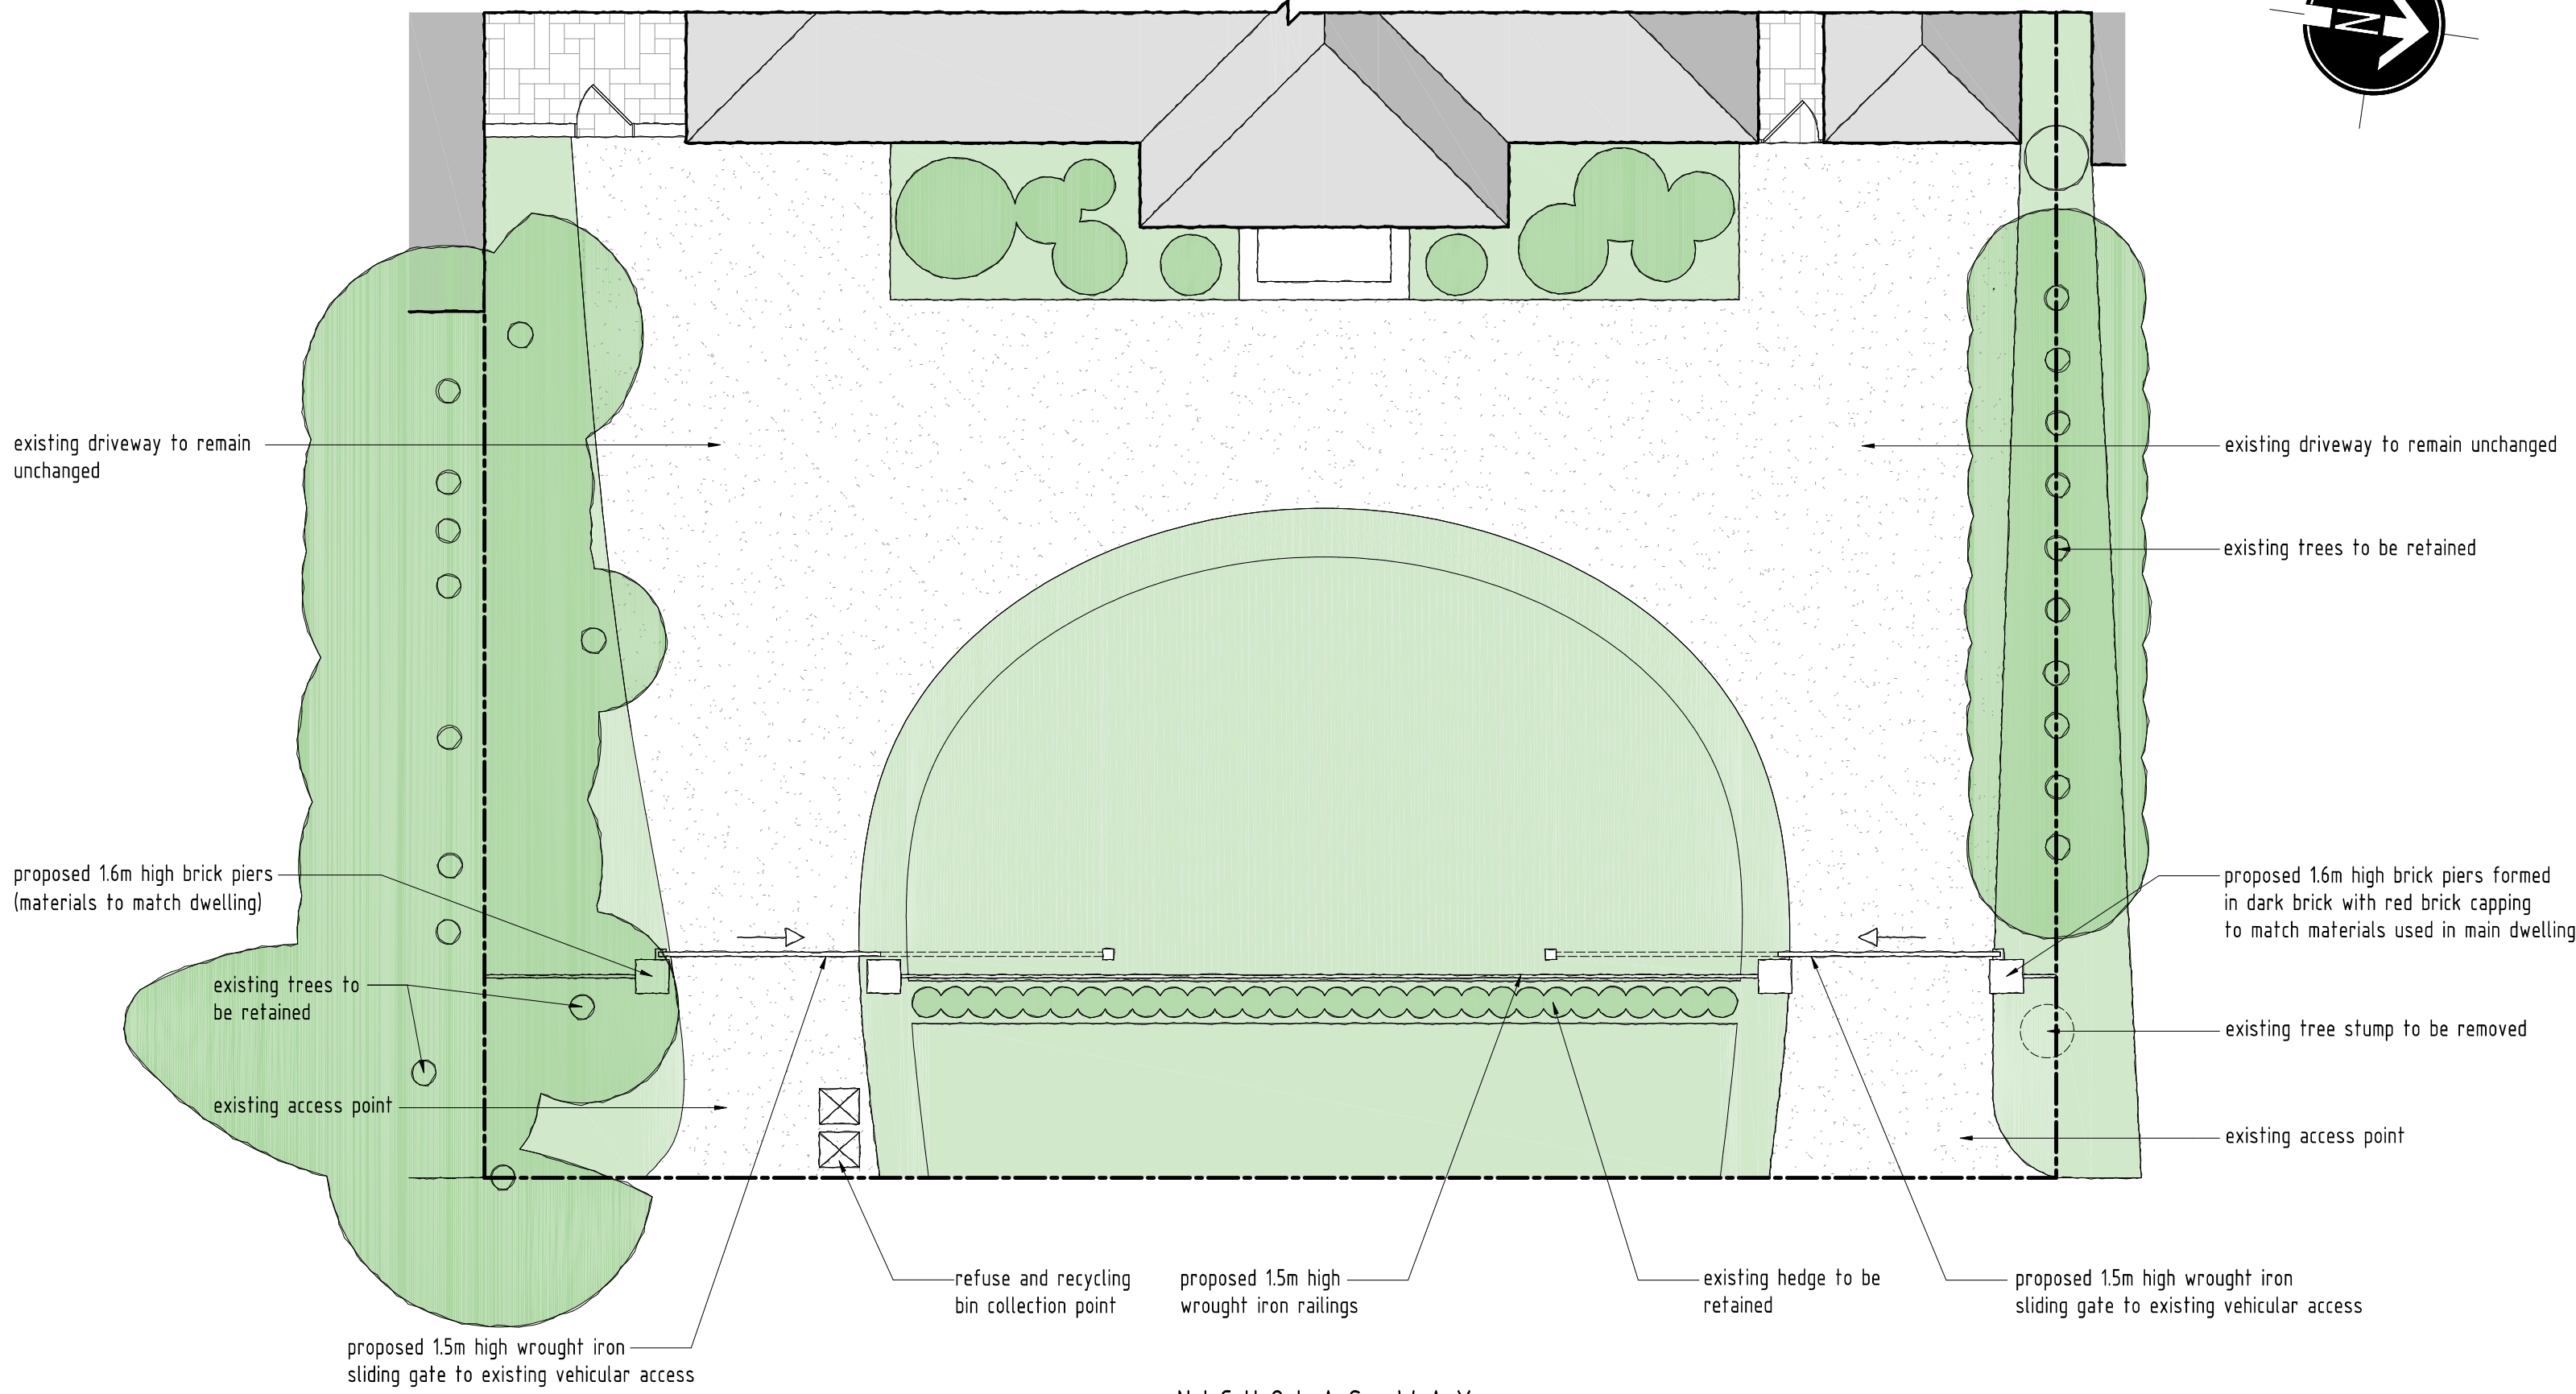 N
existing driveway to remain
unchanged
existing driveway to remain unchanged
existing trees to be retained
proposed 1.6m high brick piers
(materials to match dwelling)
proposed 1.6m high brick piers formed
in dark brick with red brick capping
to match materials used in main dwelling
existing trees to
be retained
existing tree stump to be removed
existing access point
existing access point
refuse and recycling
bin collection point
proposed 1.5m high
wrought iron railings
existing hedge to be
retained
proposed 1.5m high wrought iron
sliding gate to existing vehicular access
proposed 1.5m high wrought iron
sliding gate to existing vehicular access